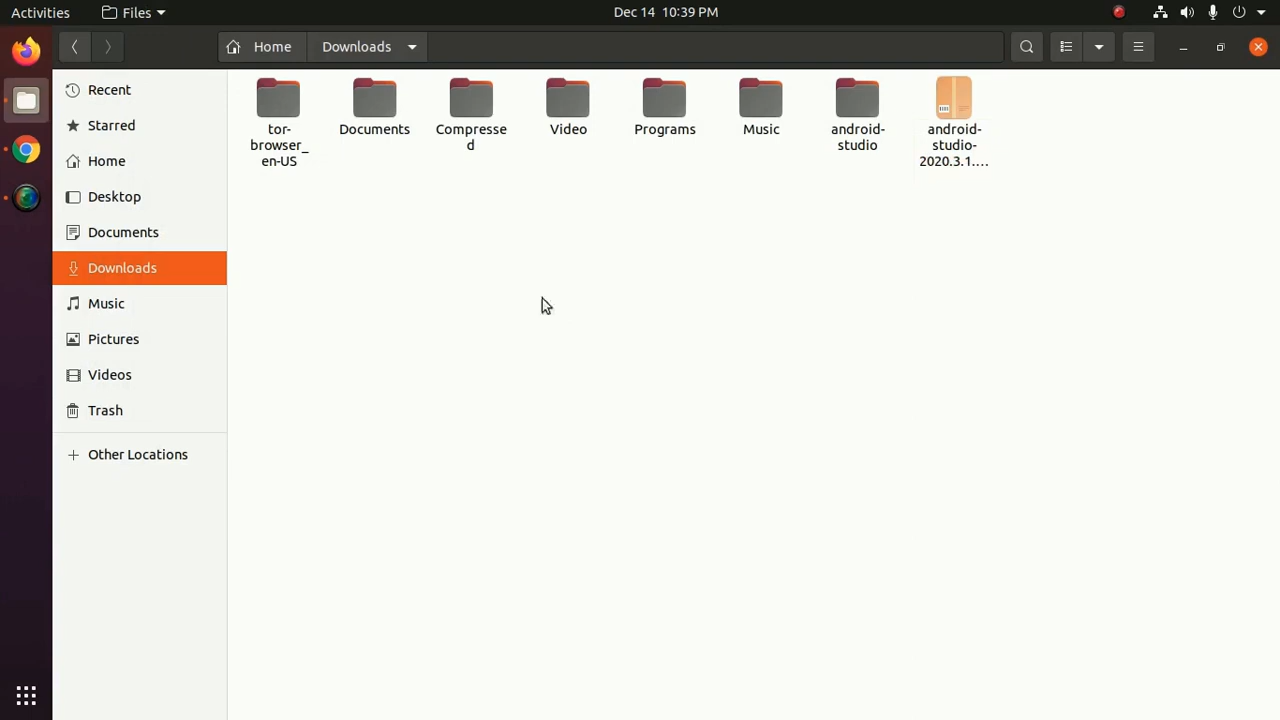 Activities
Files
Dec 14 10:39 PM
Home
Downloads
Recent
Starred
Home
Desktop
Documents
Downloads
Music
Pictures
Videos
Trash
Other Locations
tor-
browser_
en-US
Documents
Compresse
d
Video
Programs
Music
android-
studio
android-
studio-
2020.3.1.…